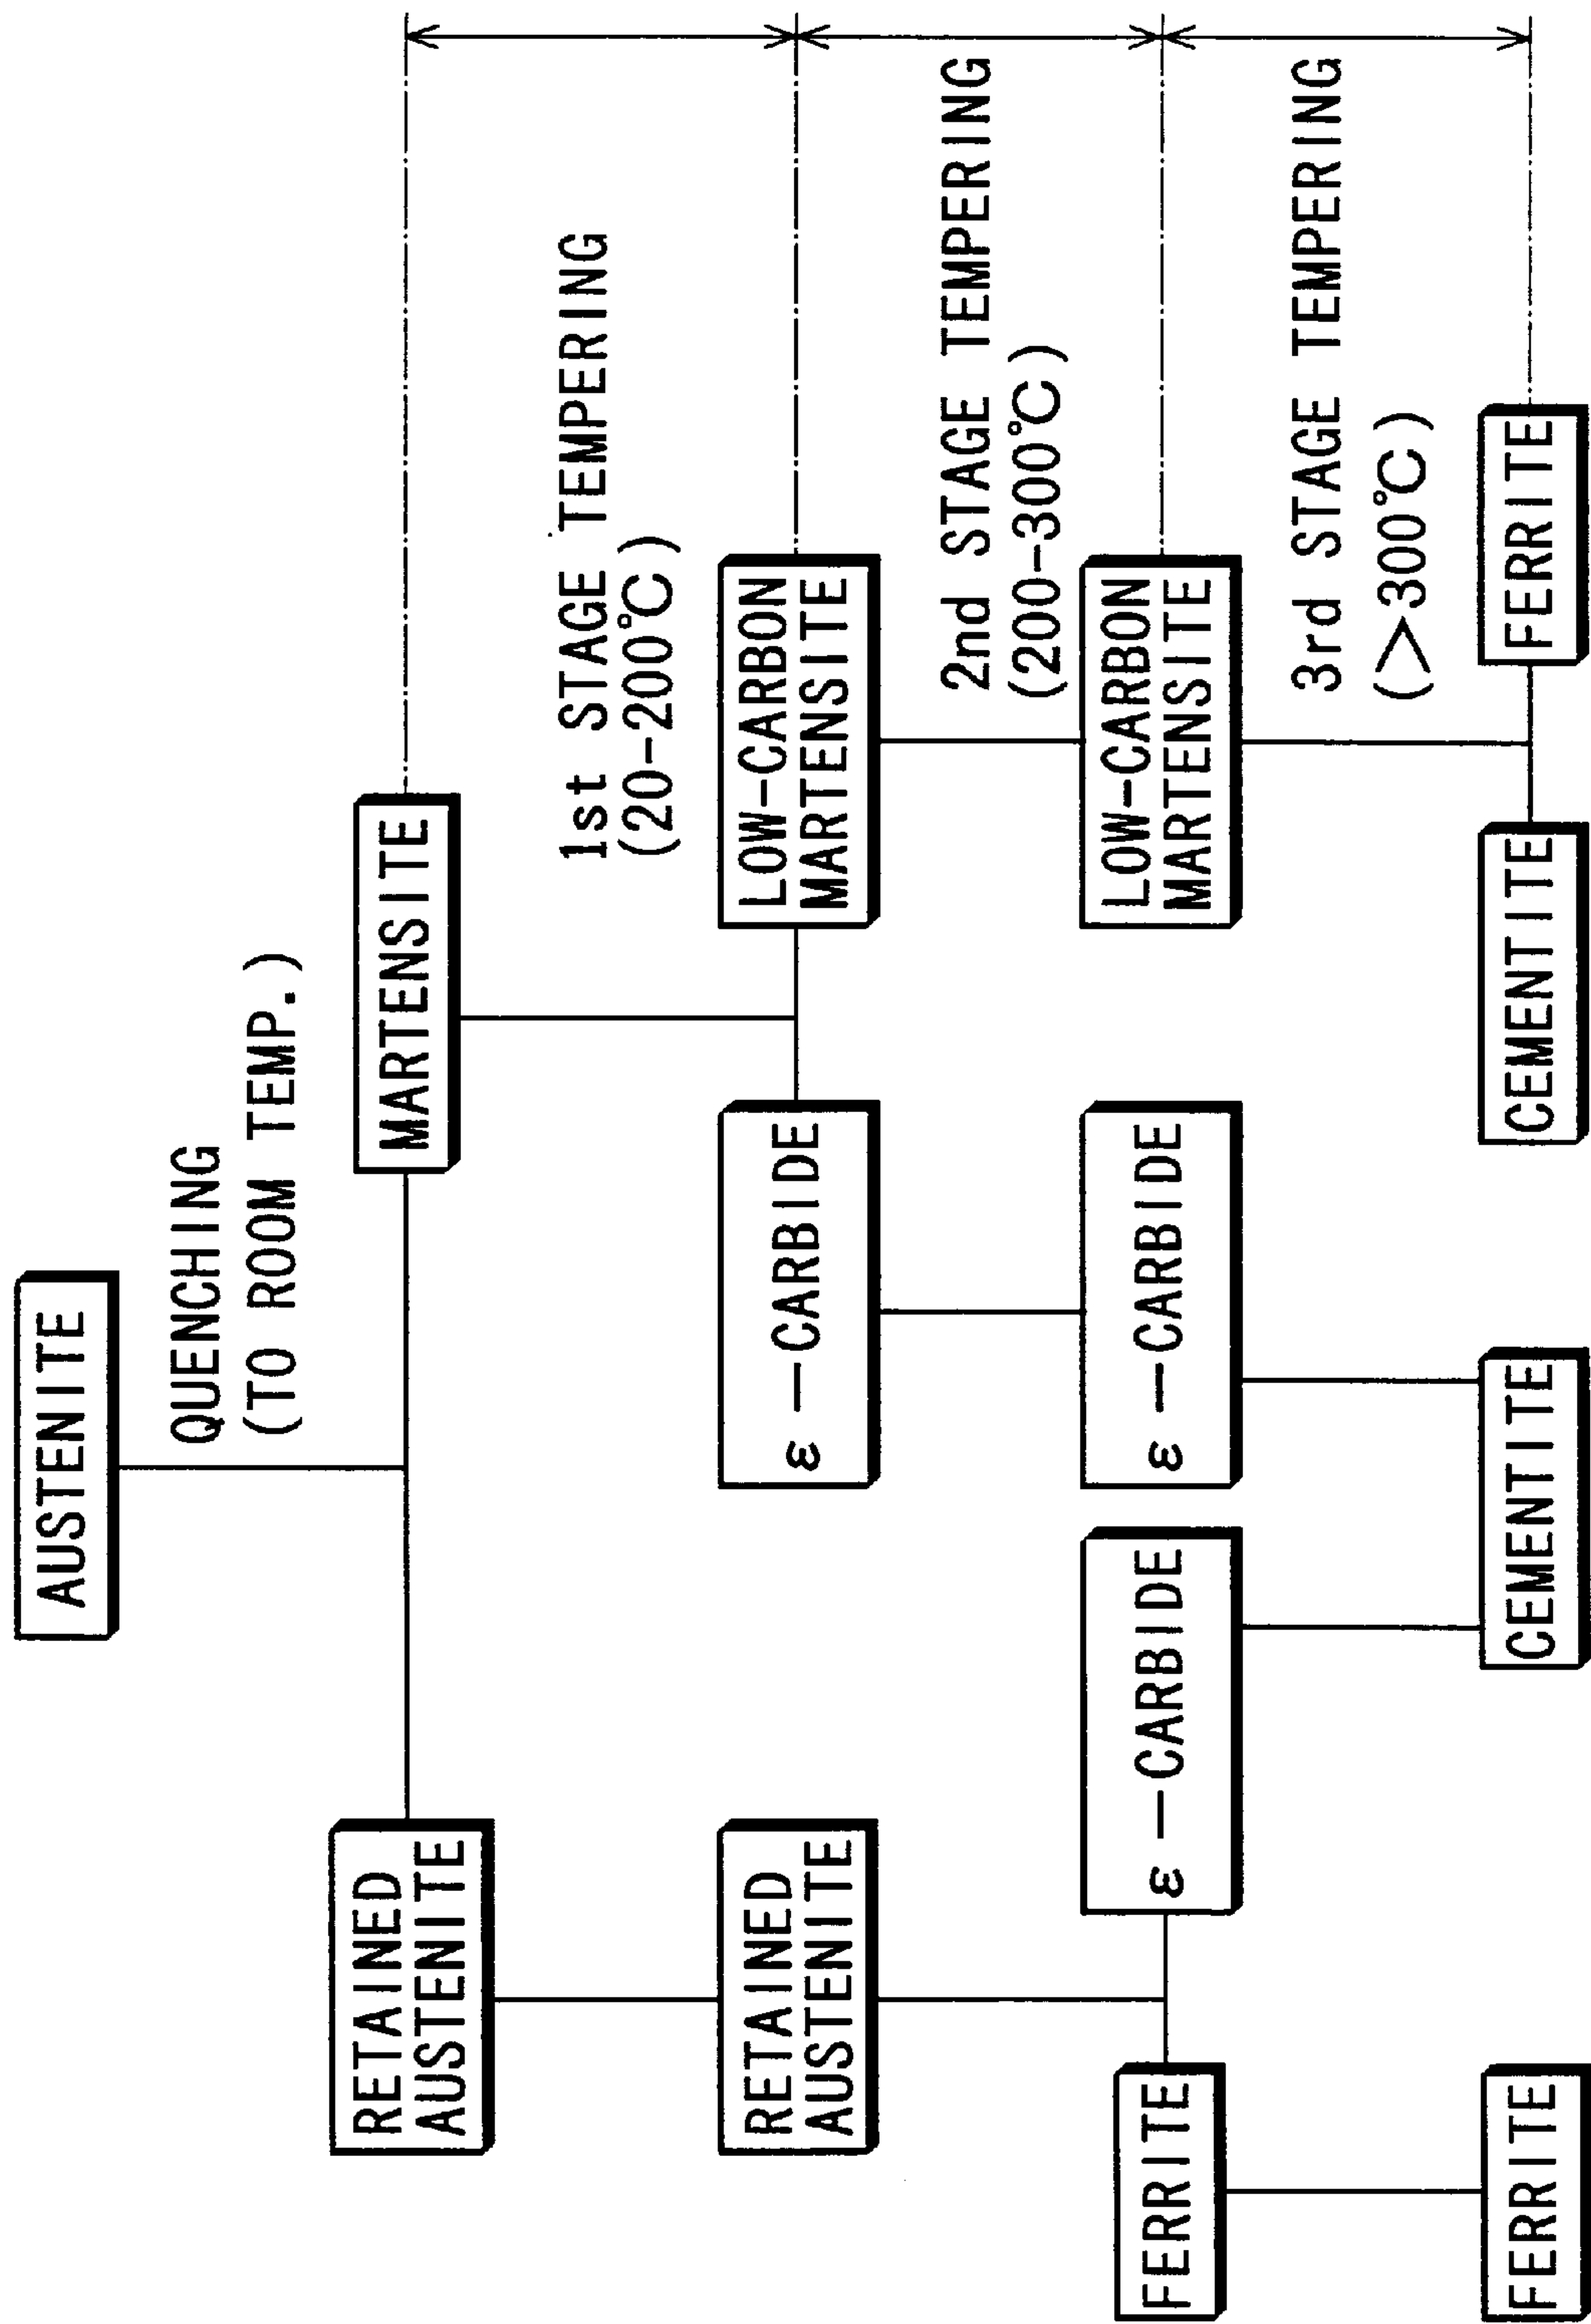 AUSTENITE
QUENCHING
(TO ROOM TEMP.)
RETAINED
AUSTENITE
MARTENSITE
1st STAGE TEMPERING
(20-200℃)
RETAINED
AUSTENITE
ε-CARBIDE
LOW-CARBON
MARTENSITE
2nd STAGE TEMPERING
(200-300℃)
FERRITE
ε-CARBIDE
ε-CARBIDE
LOW-CARBON
MARTENSITE
3rd STAGE TEMPERING
(>300℃)
FERRITE
CEMENTITE
CEMENTITE
FERRITE